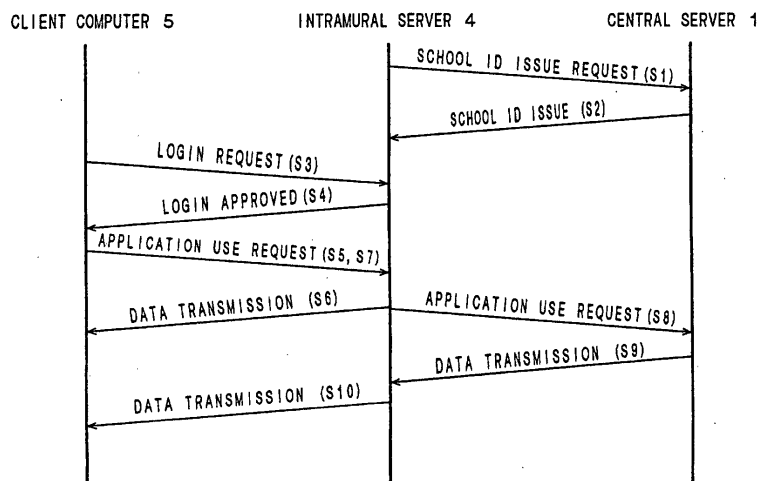 CLIENT COMPUTER 5
INTRAMURAL SERVER 4
CENTRAL SERVER 1
SCHOOL ID ISSUE REQUEST(S1)
SCHOOL ID ISSUE (S2)
LOGIN REQUEST(S3)
LOGIN APPROVED(S4)
APPLICATION USE REQUEST(S5,S7)
DATA TRANSMISSION (S6)
APPLICATION USE REQUEST(S8)
DATA TRANSMISSION (S9)
DATA TRANSMISSION (S10)